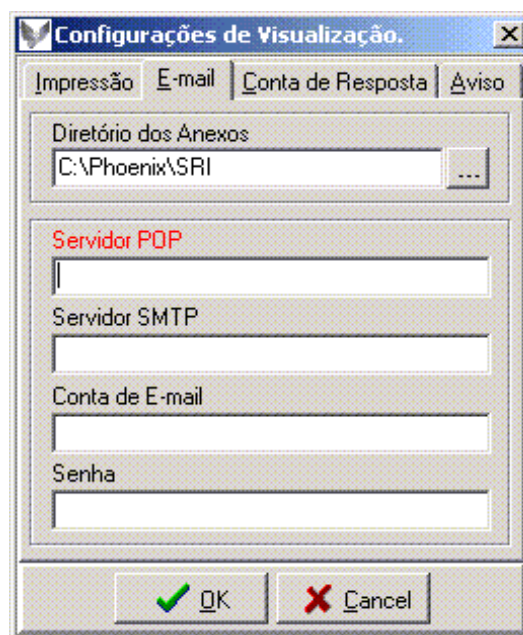 Configurações de Visualização.
Impressão E-mail Conta de Resposta Aviso
Diretório dos Anexos
C:\Phoenix\SRI ...
Servidor POP
Servidor SMTP
Conta de E-mail
Senha
OK Cancel